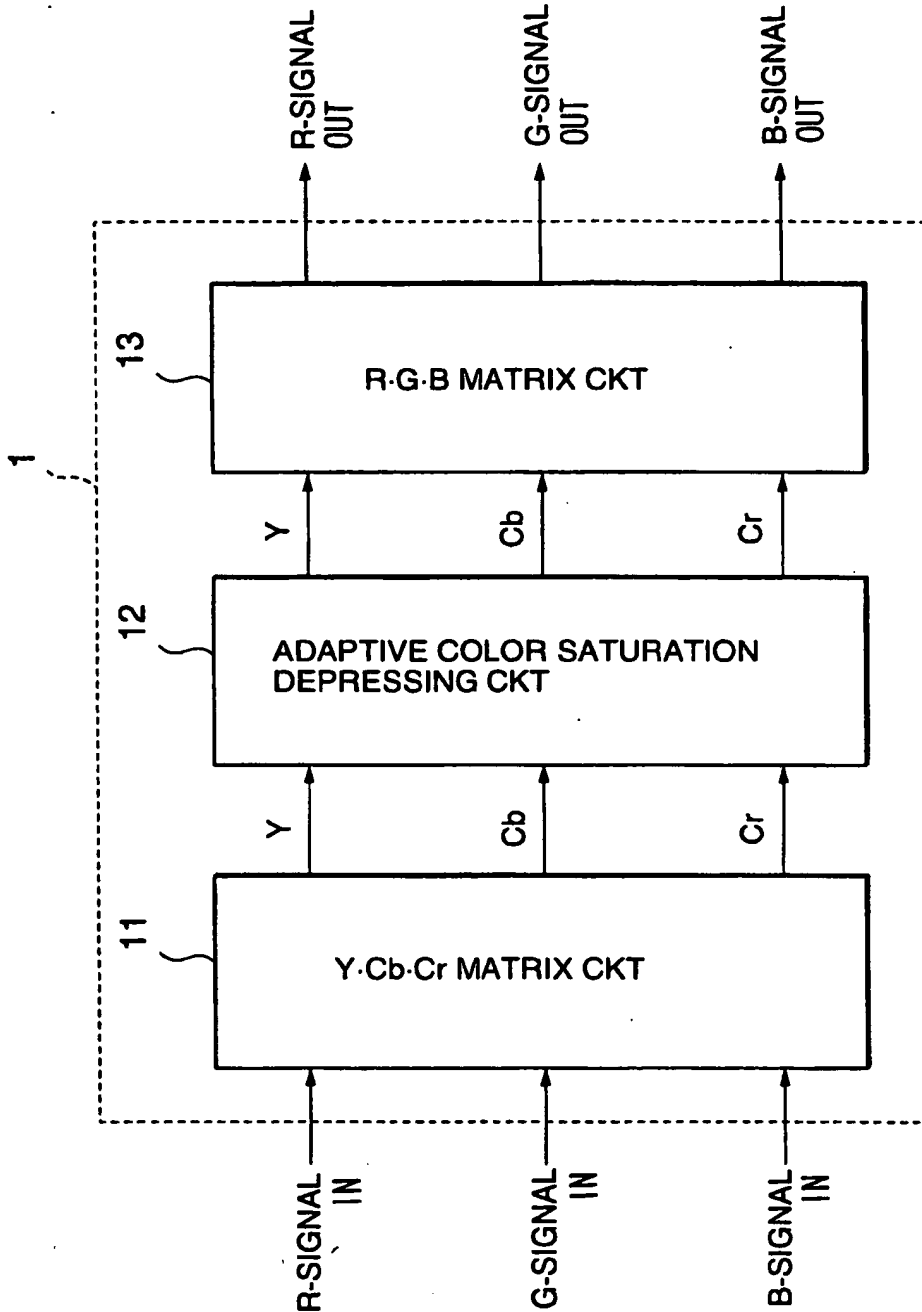 1
11
12
13
R-SIGNAL
IN
G-SIGNAL
IN
B-SIGNAL
IN
Y·Cb·Cr MATRIX CKT
Y
Cb
Cr
ADAPTIVE COLOR SATURATION
DEPRESSING CKT
Y
Cb
Cr
R·G·B MATRIX CKT
R-SIGNAL
OUT
G-SIGNAL
OUT
B-SIGNAL
OUT